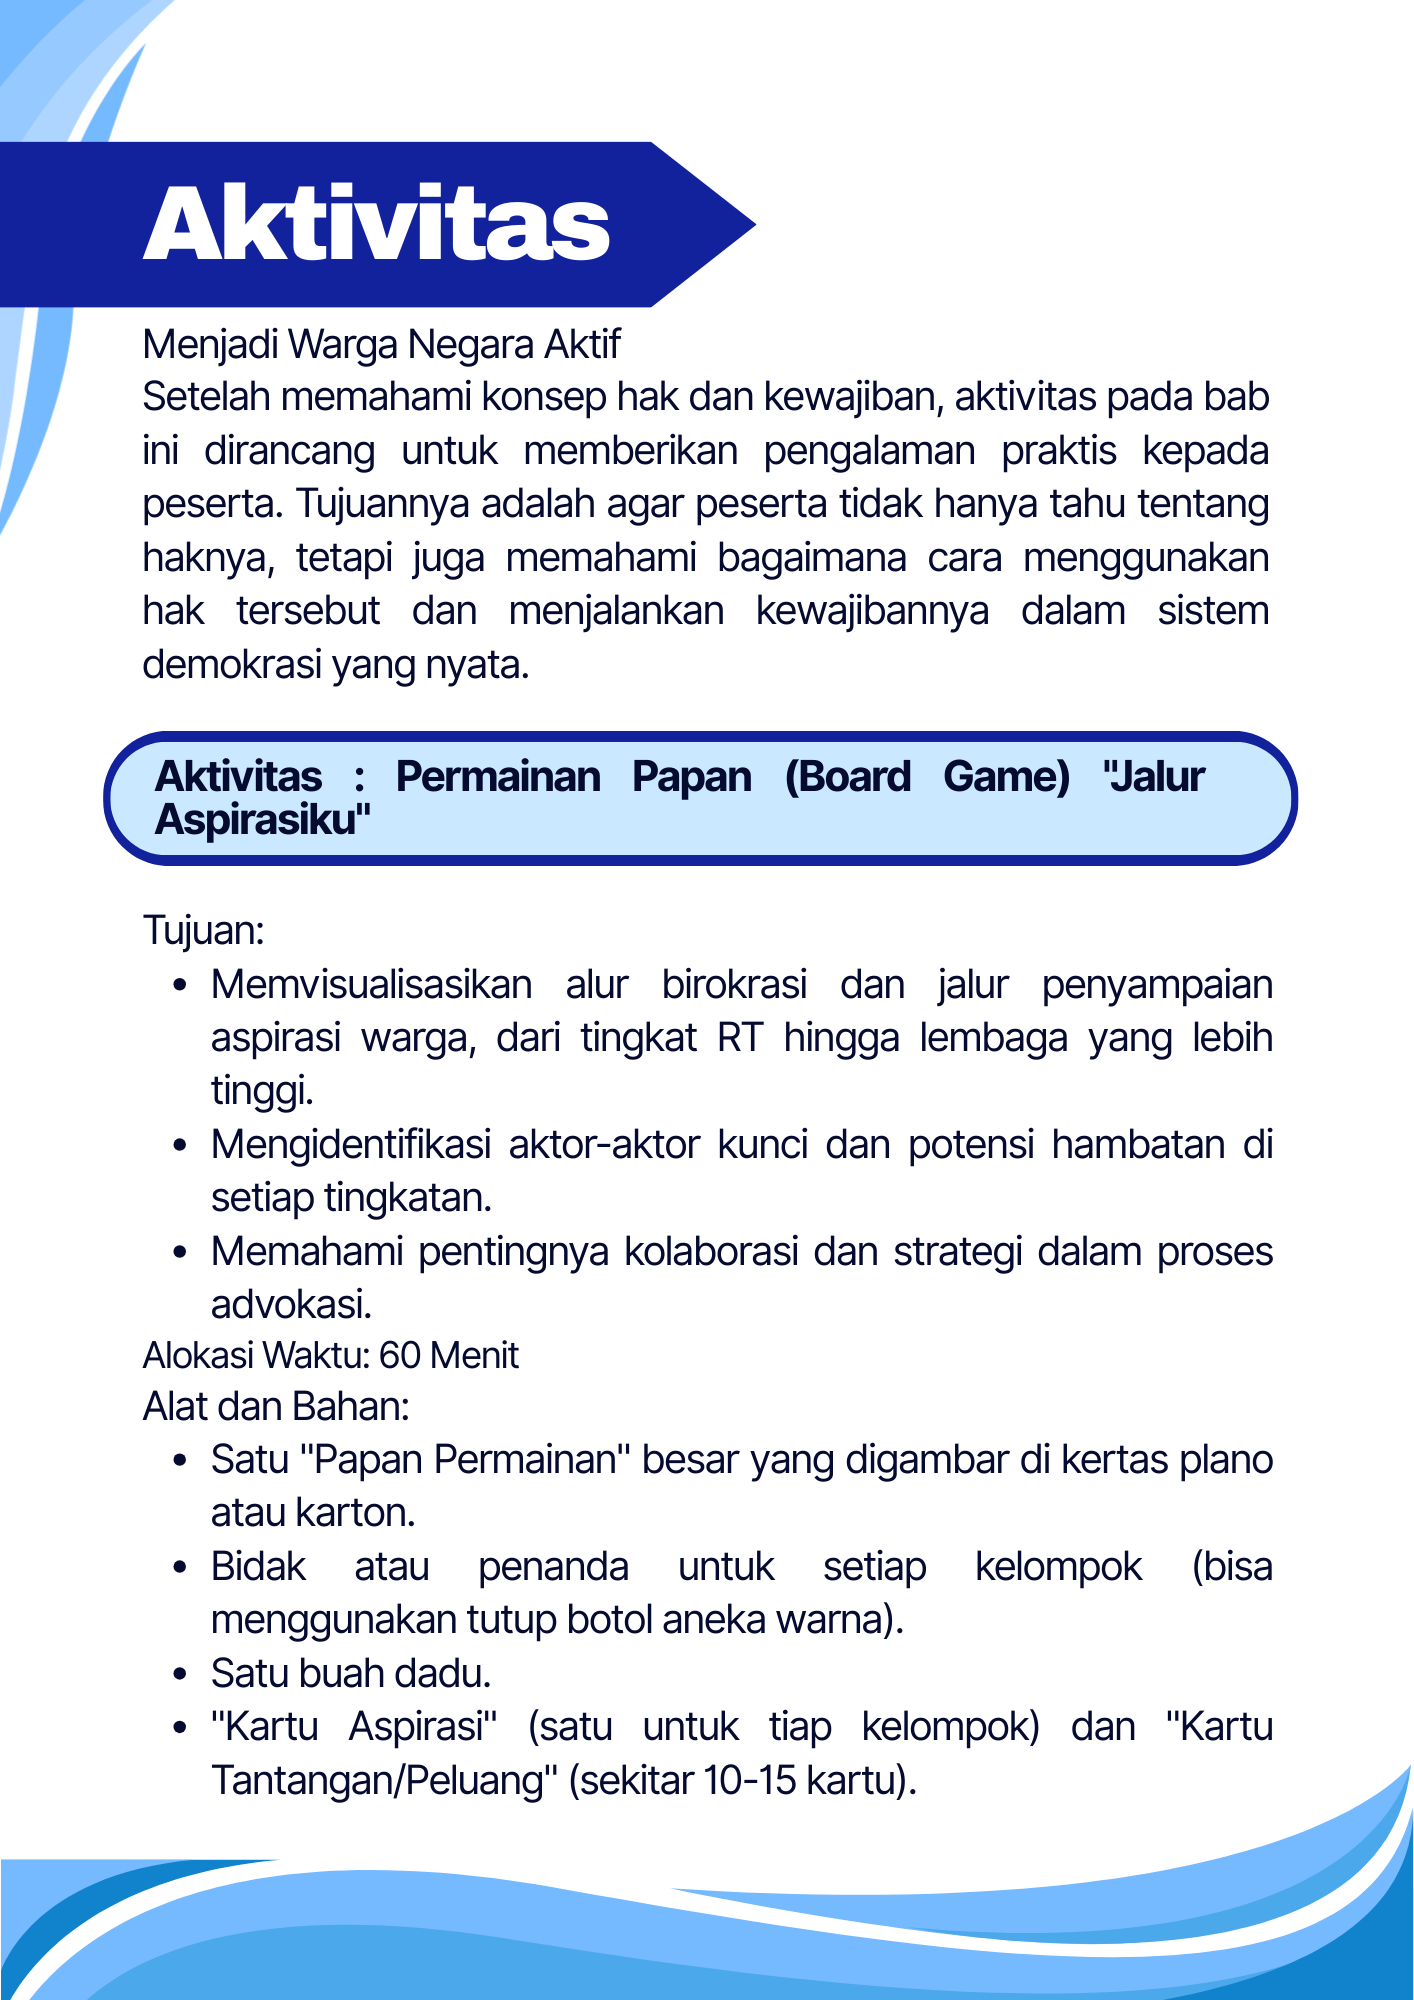 Aktivitas
Menjadi Warga Negara Aktif
Setelah memahami konsep hak dan kewajiban, aktivitas pada bab
ini dirancang untuk memberikan pengalaman praktis kepada
peserta. Tujuannya adalah agar peserta tidak hanya tahu tentang
haknya, tetapi juga memahami bagaimana cara menggunakan
hak tersebut dan menjalankan kewajibannya dalam sistem
demokrasi yang nyata.
Aktivitas : Permainan Papan (Board Game) "Jalur
Aspirasiku"
Tujuan:
• Memvisualisasikan alur birokrasi dan jalur penyampaian
aspirasi warga, dari tingkat RT hingga lembaga yang lebih
tinggi.
• Mengidentifikasi aktor-aktor kunci dan potensi hambatan di
setiap tingkatan.
• Memahami pentingnya kolaborasi dan strategi dalam proses
advokasi.
Alokasi Waktu: 60 Menit
Alat dan Bahan:
• Satu "Papan Permainan" besar yang digambar di kertas plano
atau karton.
• Bidak atau penanda untuk setiap kelompok (bisa
menggunakan tutup botol aneka warna).
• Satu buah dadu.
• "Kartu Aspirasi" (satu untuk tiap kelompok) dan "Kartu
Tantangan/Peluang" (sekitar 10-15 kartu).